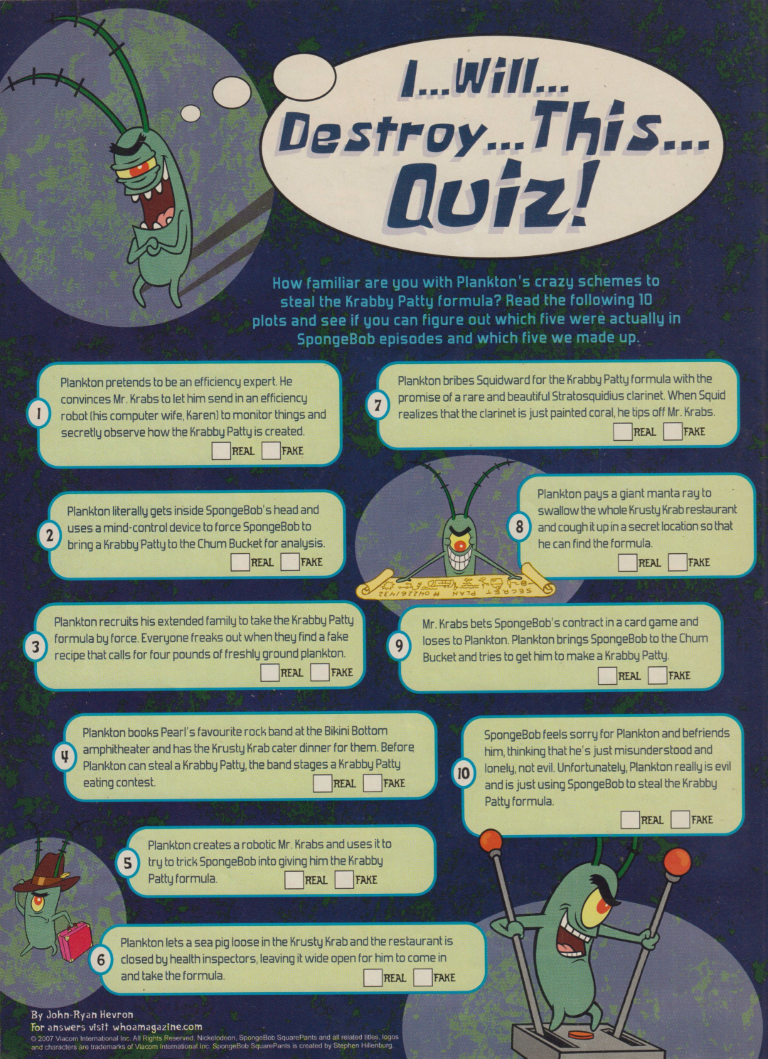 I...Will...
Destroy...This...
Quiz!
How familiar are you with Plankton's crazy schemes to
steal the Krabby Patty formula? Read the following 10
plots and see if you can figure out which five were actually in
SpongeBob episodes and which five we made up.
1
Plankton pretends to be an efficiency expert. He
convinces Mr. Krabs to let him send in an efficiency
robot (his computer wife, Karen) to monitor things and
secretly observe how the Krabby Patty is created.
REAL FAKE
2
Plankton literally gets inside SpongeBob's head and
uses a mind-control device to force SpongeBob to
bring a Krabby Patty to the Chum Bucket for analysis.
REAL FAKE
3
Plankton recruits his extended family to take the Krabby Patty
formula by force. Everyone freaks out when they find a fake
recipe that calls for four pounds of freshly ground plankton.
REAL FAKE
4
Plankton books Pearl's favourite rock band at the Bikini Bottom
amphitheater and has the Krusty Krab cater dinner for them. Before
Plankton can steal a Krabby Patty, the band stages a Krabby Patty
eating contest. REAL FAKE
5
Plankton creates a robotic Mr. Krabs and uses it to
try to trick SpongeBob into giving him the Krabby
Patty formula. REAL FAKE
6
Plankton lets a sea pig loose in the Krusty Krab and the restaurant is
closed by health inspectors, leaving it wide open for him to come in
and take the formula. REAL FAKE
7
Plankton bribes Squidward for the Krabby Patty formula with the
promise of a rare and beautiful Stratosquidius clarinet. When Squid
realizes that the clarinet is just painted coral, he tips off Mr. Krabs.
REAL FAKE
8
Plankton pays a giant manta ray to
swallow the whole Krusty Krab restaurant
and cough it up in a secret location so that
he can find the formula.
REAL FAKE
SECRET PLAN
9
Mr. Krabs bets SpongeBob's contract in a card game and
loses to Plankton. Plankton brings SpongeBob to the Chum
Bucket and tries to get him to make a Krabby Patty.
REAL FAKE
10
SpongeBob feels sorry for Plankton and befriends
him, thinking that he's just misunderstood and
lonely, not evil. Unfortunately, Plankton really is evil
and is just using SpongeBob to steal the Krabby
Patty formula.
REAL FAKE
By John-Ryan Hevron
For answers visit whoamagazine.com
© 2007 Viacom International Inc. All Rights Reserved. Nickelodeon, SpongeBob SquarePants and all related titles, logos
and characters are trademarks of Viacom International Inc. SpongeBob SquarePants is created by Stephen Hillenburg.